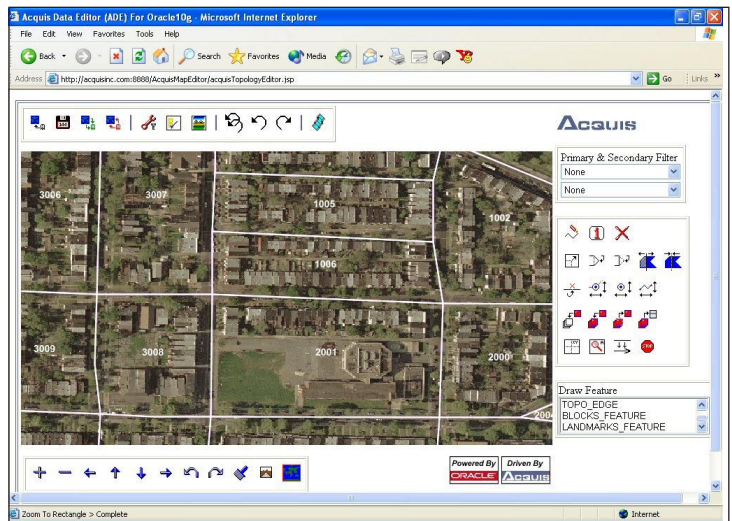 Acquis Data Editor (ADE) For Oracle10g - Microsoft Internet Explorer
File Edit View Favorites Tools Help
Back Search Favorites Media
Address http://acquisinc.com:8888/AcquisMapEditor/acquisTopologyEditor.jsp Go Links »
ACQUIS
Primary & Secondary Filter
None
None
3006 3007 1005 1002
1006
3009 3008 2001 2000
200
Draw Feature
TOPO_EDGE
BLOCKS_FEATURE
LANDMARKS_FEATURE
Powered By Driven By
ORACLE ACQUIS
Zoom To Rectangle > Complete Internet